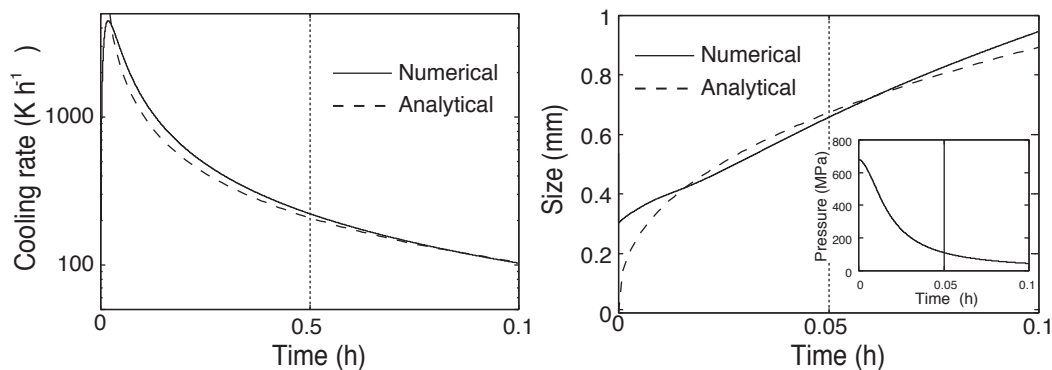 Cooling rate (K h-1)
1000
100
Numerical
Analytical
0
0.5
0.1
Time (h)
Size (mm)
1
0.8
0.6
0.4
0.2
0
Numerical
Analytical
Pressure (MPa)
800
600
400
200
0
0
0.05
0.1
Time (h)
0
0.05
0.1
Time (h)